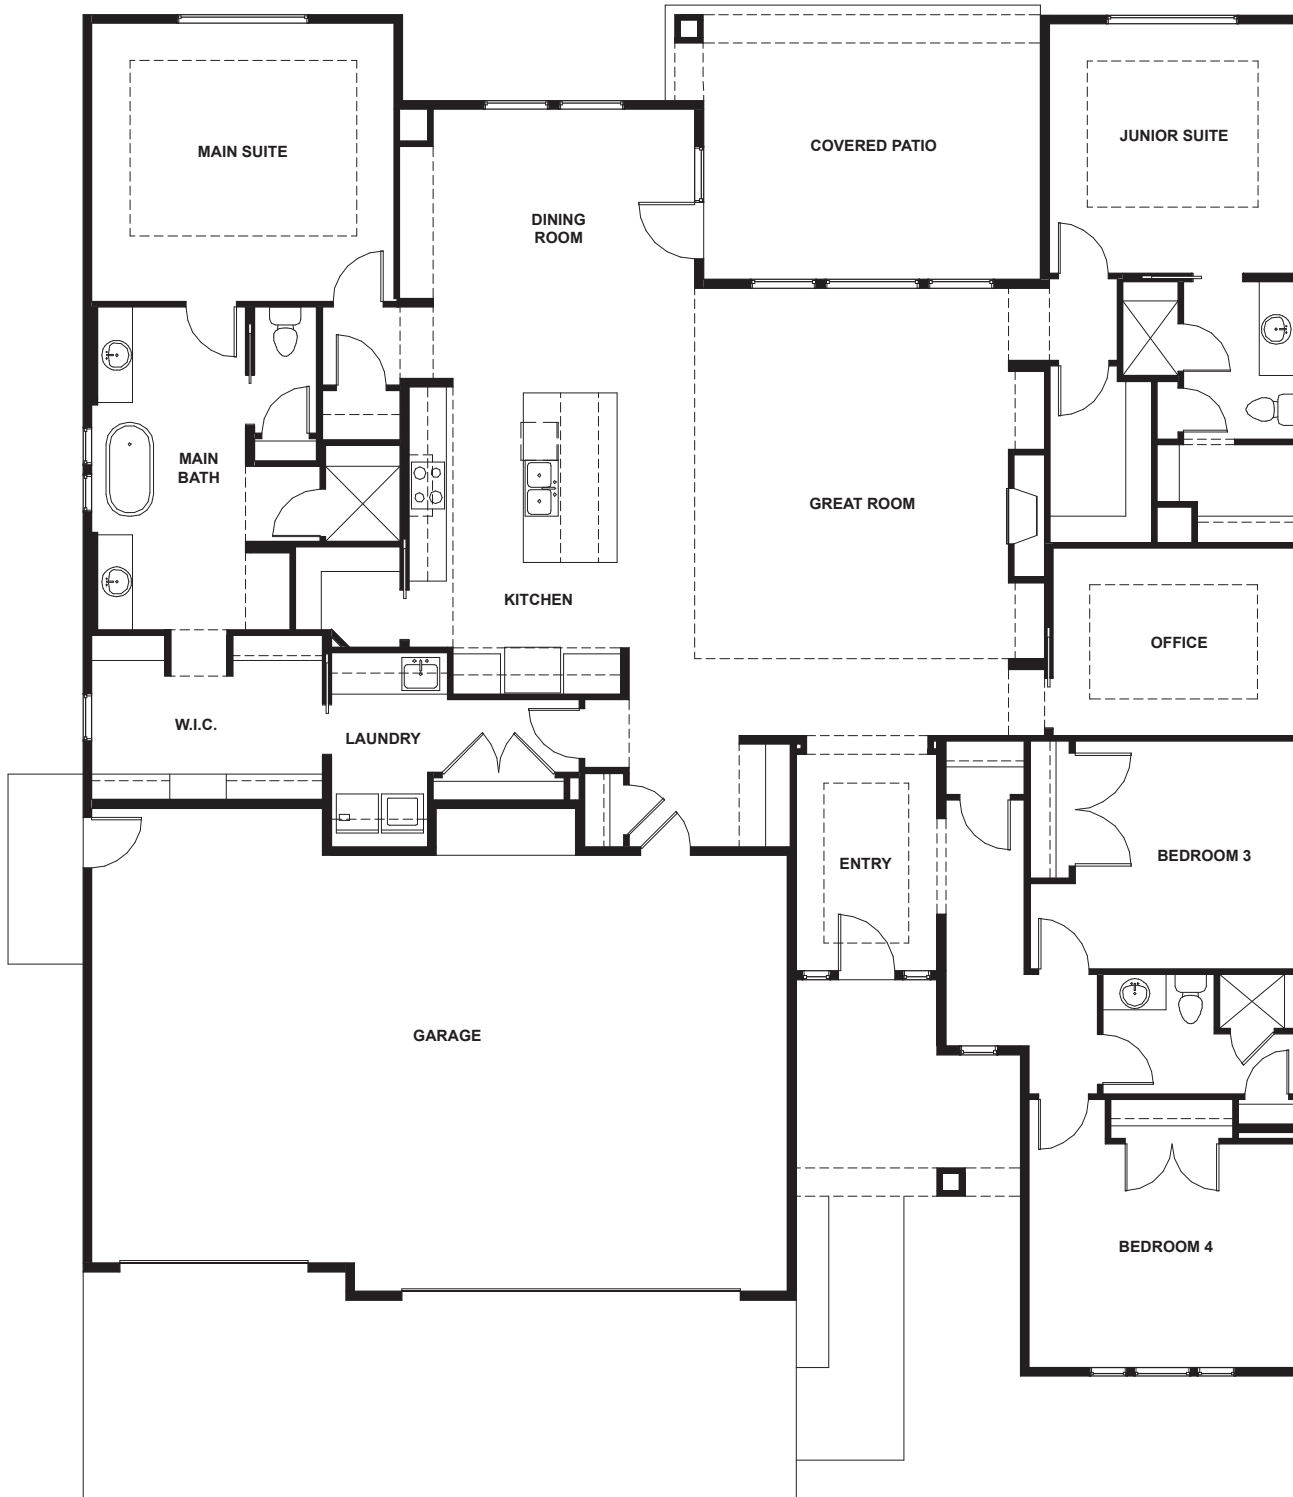 MAIN SUITE
COVERED PATIO
JUNIOR SUITE
DINING
ROOM
MAIN
BATH
GREAT ROOM
KITCHEN
OFFICE
W.I.C.
LAUNDRY
ENTRY
BEDROOM 3
GARAGE
BEDROOM 4